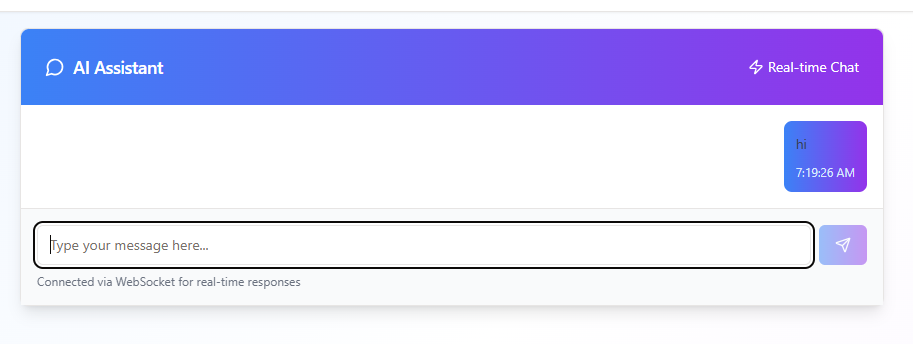 AI Assistant
Real-time Chat
hi
7:19:26 AM
Type your message here...
Connected via WebSocket for real-time responses